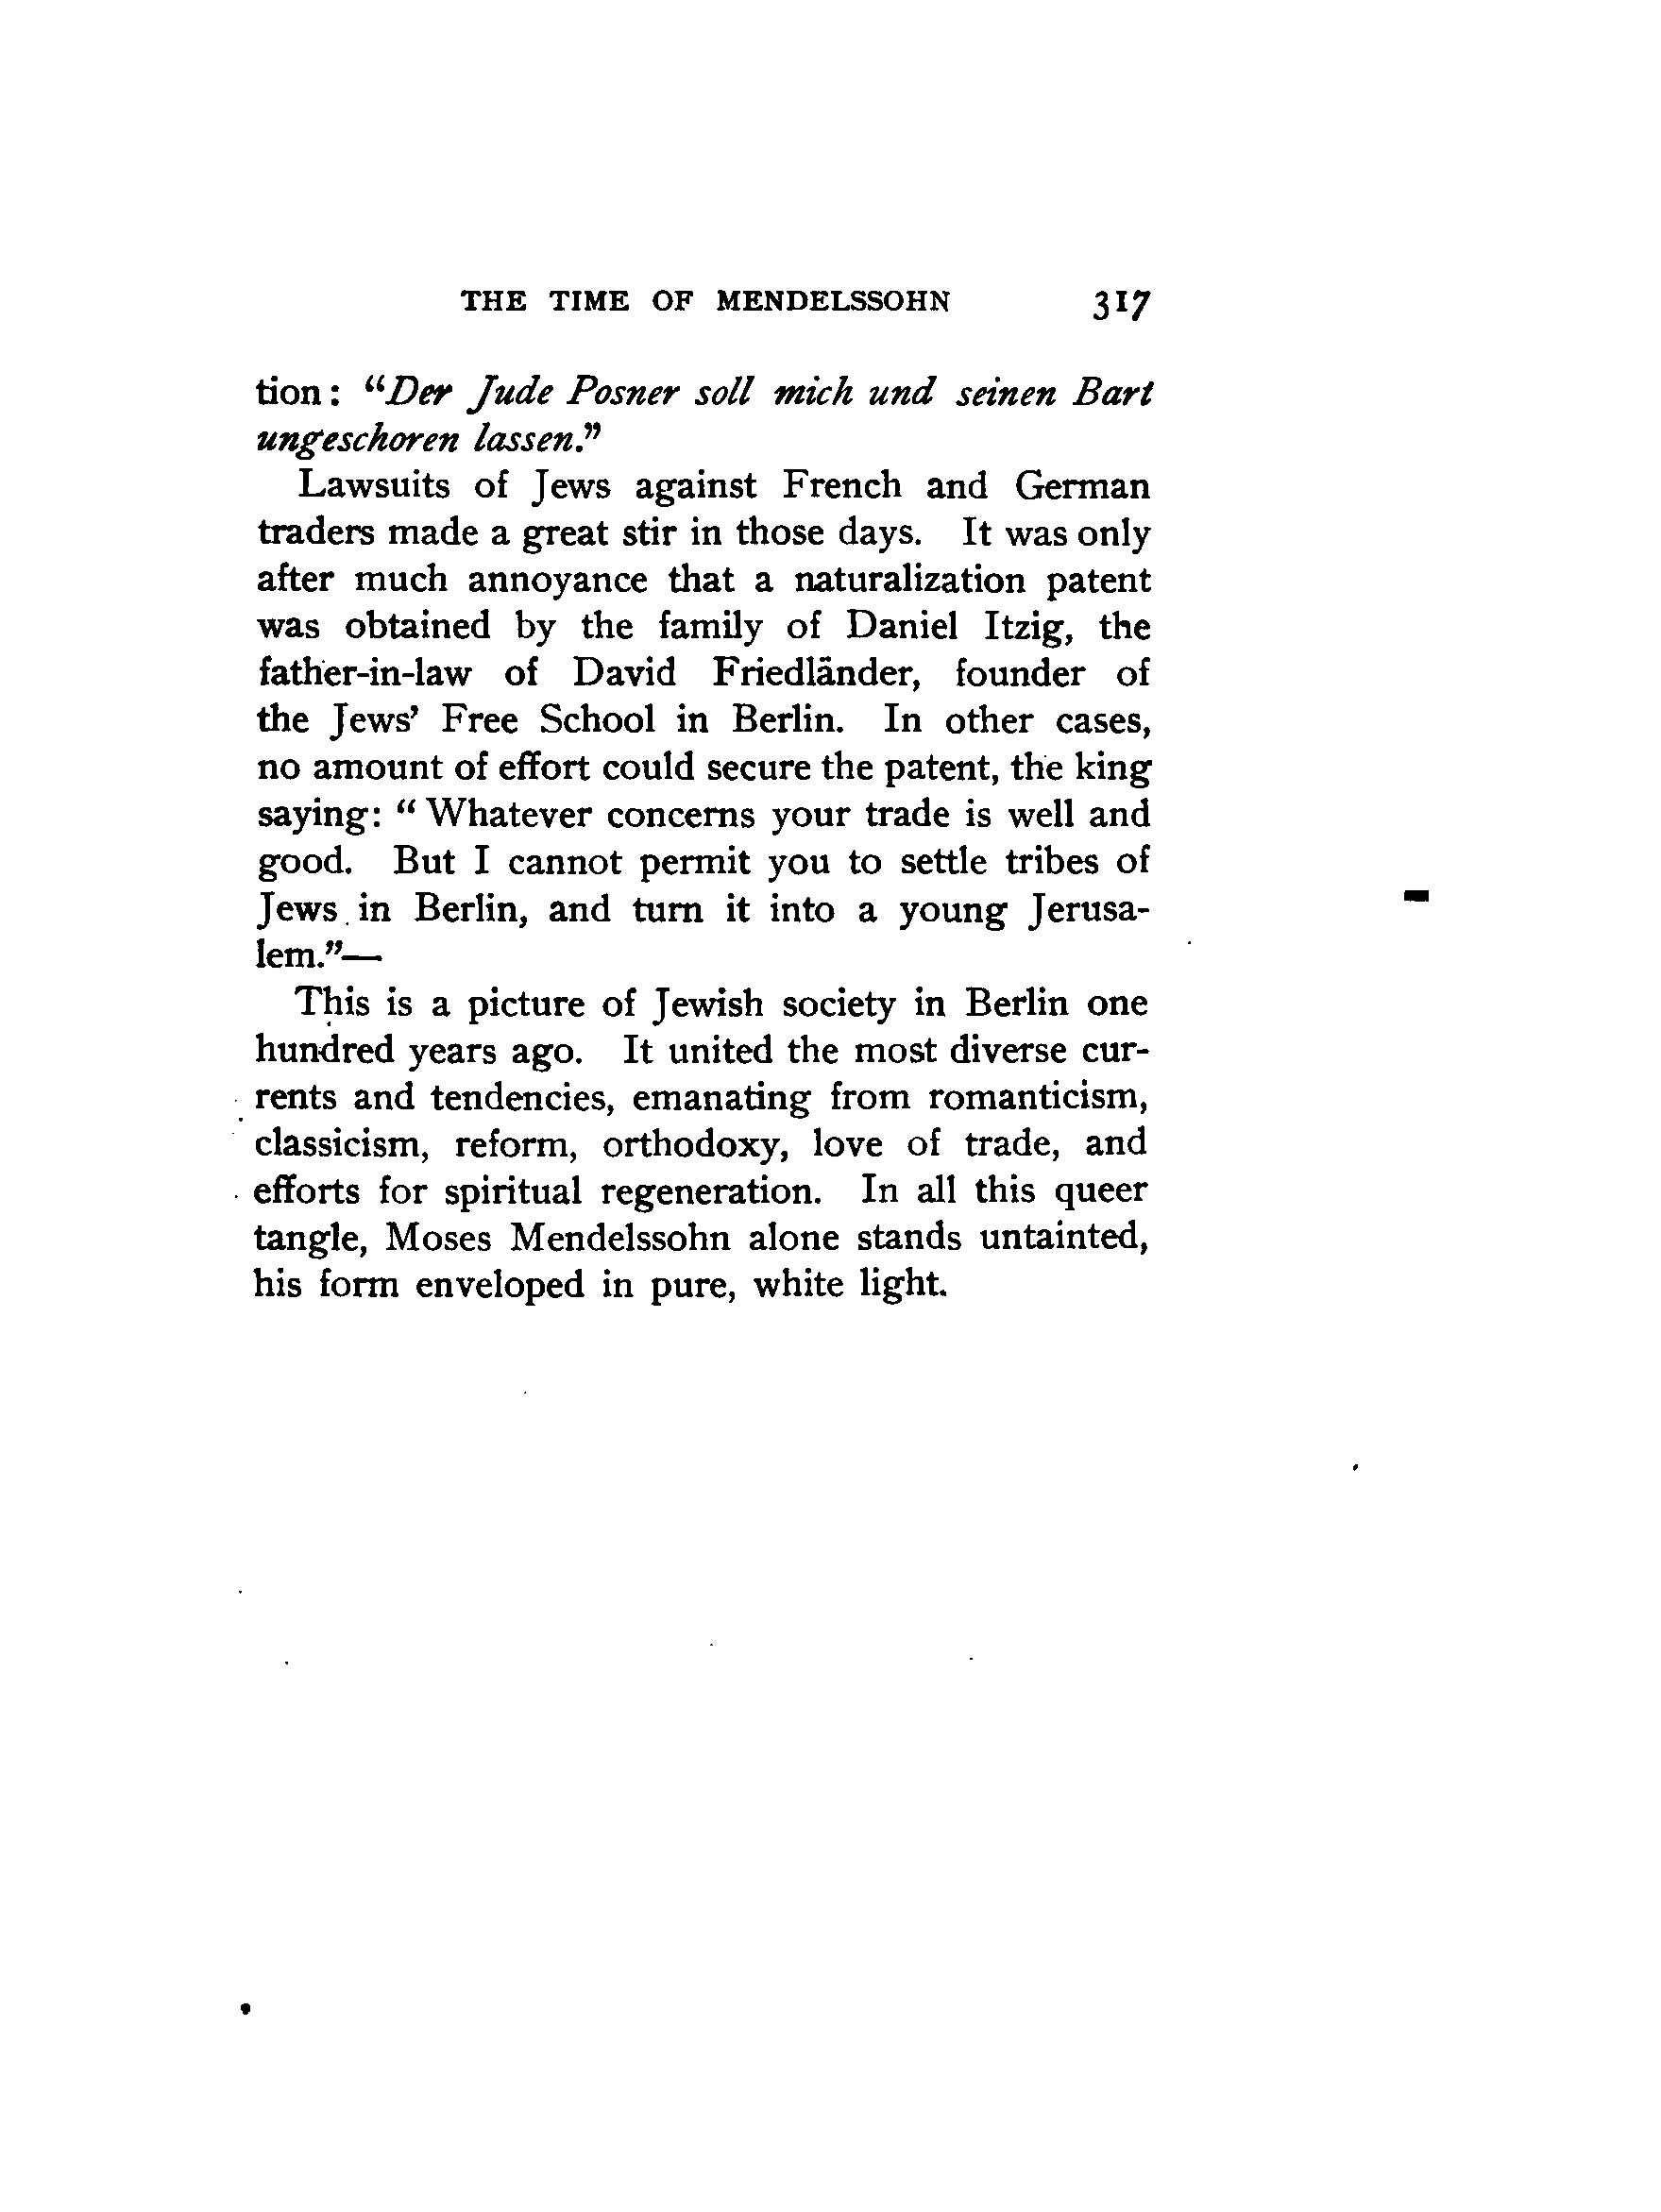 THE TIME OF MENDELSSOHN 317
tion: "Der Jude Posner soll mich und seinen Bart
ungeschoren lassen."
Lawsuits of Jews against French and German
traders made a great stir in those days. It was only
after much annoyance that a naturalization patent
was obtained by the family of Daniel Itzig, the
father-in-law of David Friedländer, founder of
the Jews' Free School in Berlin. In other cases,
no amount of effort could secure the patent, the king
saying: "Whatever concerns your trade is well and
good. But I cannot permit you to settle tribes of
Jews in Berlin, and turn it into a young Jerusa-
lem."—
This is a picture of Jewish society in Berlin one
hundred years ago. It united the most diverse cur-
rents and tendencies, emanating from romanticism,
classicism, reform, orthodoxy, love of trade, and
efforts for spiritual regeneration. In all this queer
tangle, Moses Mendelssohn alone stands untainted,
his form enveloped in pure, white light.